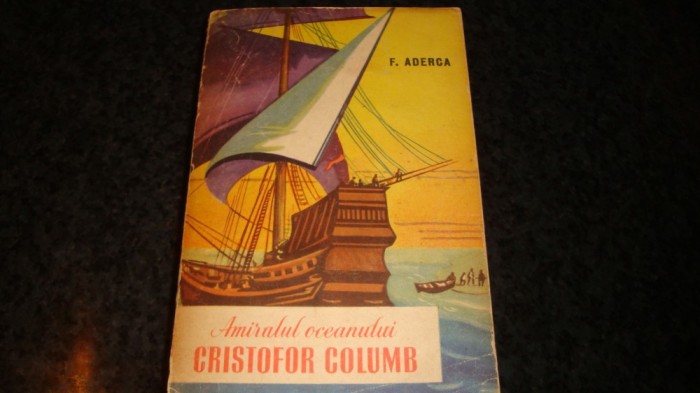 F. ADERCA
Amiralul oceanului
CRISTOFOR COLUMB